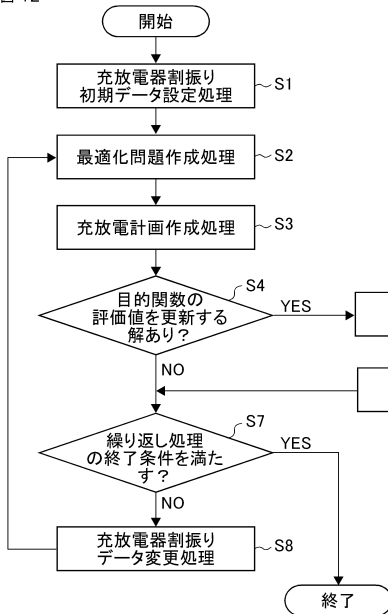 開始
充放電器割振り
初期データ設定処理
S1
最適化問題作成処理
S2
充放電計画作成処理
S3
S4
目的関数の
評価値を更新する
解あり？
YES
NO
S7
繰り返し処理
の終了条件を満た
す？
YES
NO
充放電器割振り
データ変更処理
S8
終了